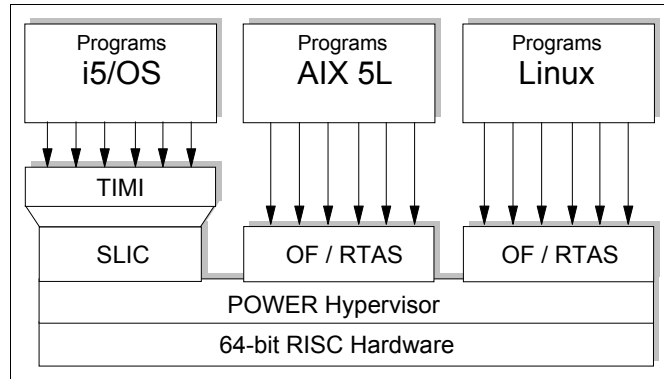 Programs
i5/OS
Programs
AIX 5L
Programs
Linux
TIMI
SLIC
OF / RTAS
OF / RTAS
POWER Hypervisor
64-bit RISC Hardware